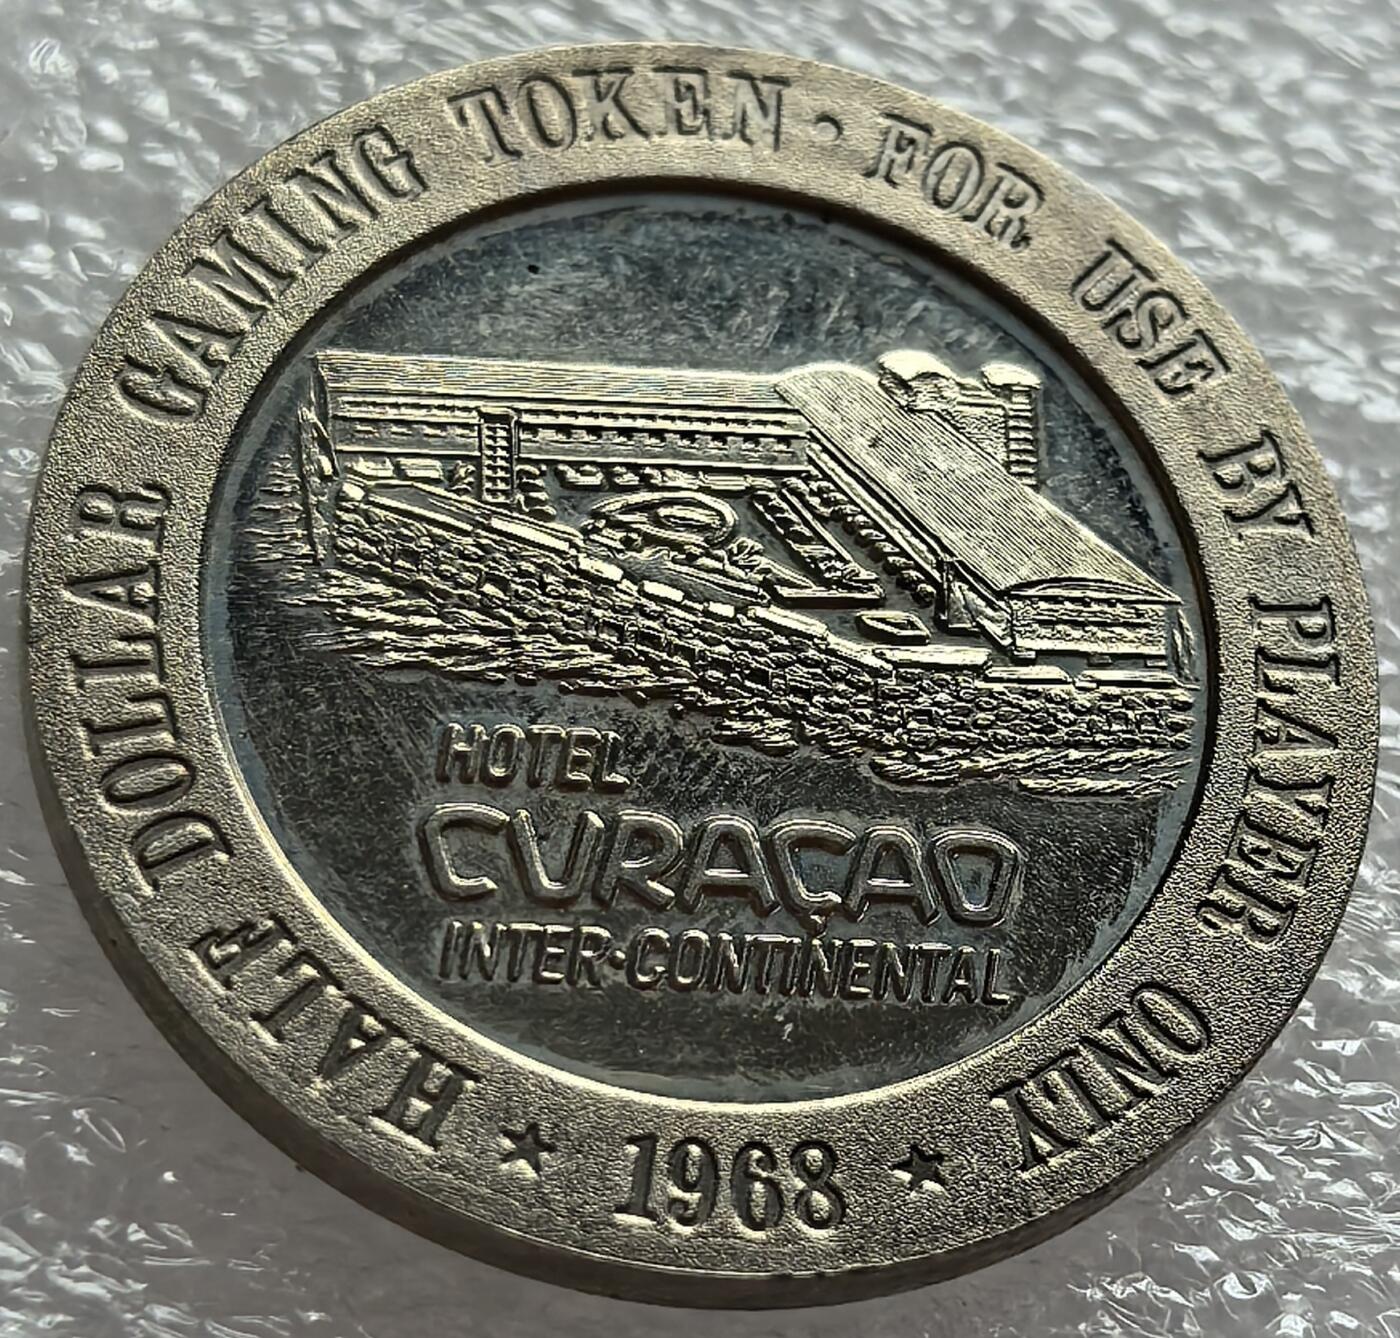 HALF DOLLAR GAMING TOKEN · FOR USE BY PLAYER ONLY
HOTEL
CURAÇAO
INTER·CONTINENTAL
★ 1968 ★